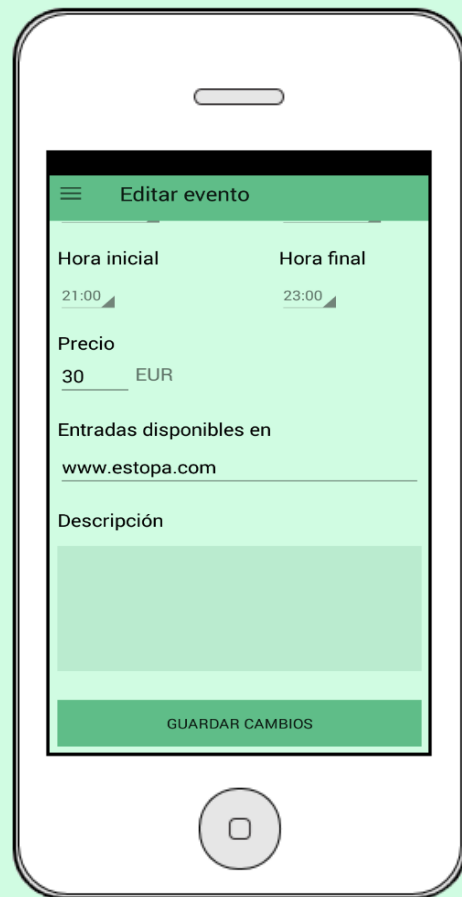 Editar evento
Hora inicial Hora final
21:00 23:00
Precio
30 EUR
Entradas disponibles en
www.estopa.com
Descripción
GUARDAR CAMBIOS